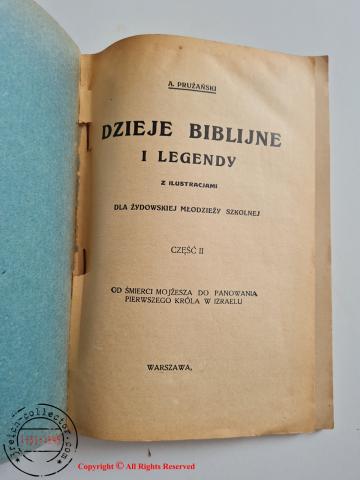 A. PRUŻAŃSKI
DZIEJE BIBLIJNE
I LEGENDY
Z ILUSTRACJAMI
DLA ŻYDOWSKIEJ MŁODZIEŻY SZKOLNEJ
CZĘŚĆ II
OD ŚMIERCI MOJŻESZA DO PANOWANIA
PIERWSZEGO KRÓLA W IZRAELU
WARSZAWA,
Copyright © All Rights Reserved